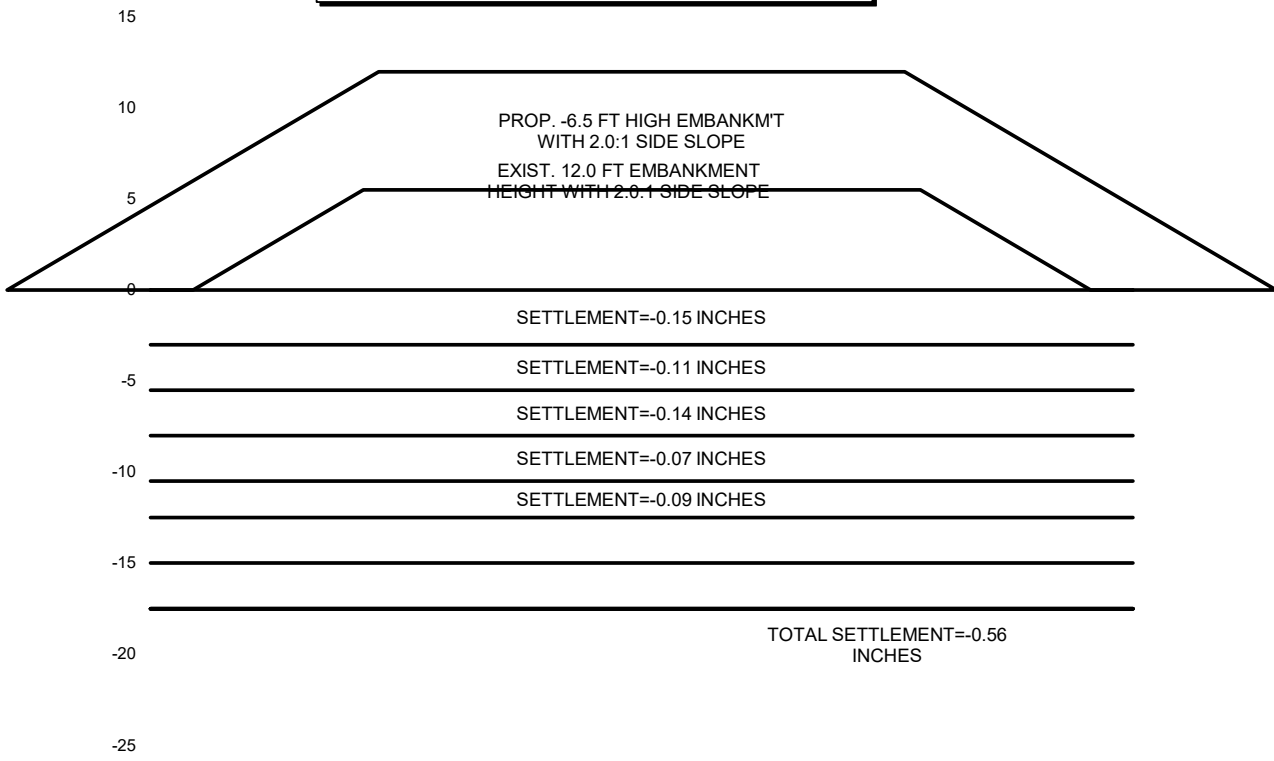 15
10
PROP. -6.5 FT HIGH EMBANKM'T
WITH 2.0:1 SIDE SLOPE
EXIST. 12.0 FT EMBANKMENT
HEIGHT WITH 2.0:1 SIDE SLOPE
5
0
SETTLEMENT=-0.15 INCHES
SETTLEMENT=-0.11 INCHES
-5
SETTLEMENT=-0.14 INCHES
SETTLEMENT=-0.07 INCHES
-10
SETTLEMENT=-0.09 INCHES
-15
TOTAL SETTLEMENT=-0.56
INCHES
-20
-25